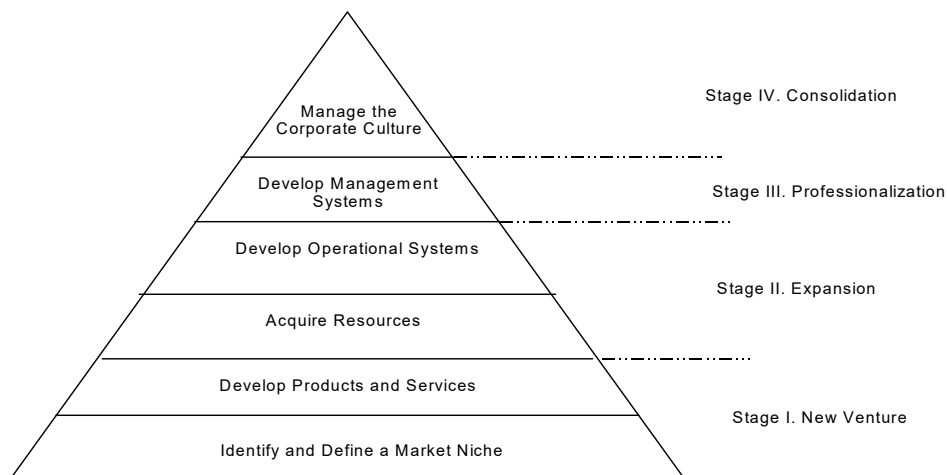 Stage IV. Consolidation
Manage the
Corporate Culture
Develop Management
Systems
Stage III. Professionalization
Develop Operational Systems
Stage II. Expansion
Acquire Resources
Develop Products and Services
Stage I. New Venture
Identify and Define a Market Niche